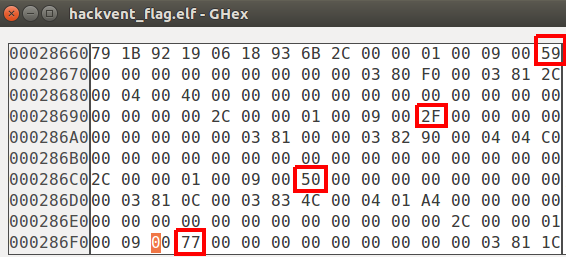 hackvent_flag.elf - GHex
00028660 79 1B 92 19 06 18 93 6B 2C 00 00 01 00 09 00 59
00028670 00 00 00 00 00 00 00 00 00 03 80 F0 00 03 81 2C
00028680 00 04 00 40 00 00 00 00 00 00 00 00 00 00 00 00
00028690 00 00 00 00 2C 00 00 01 00 09 00 2F 00 00 00 00
000286A0 00 00 00 00 00 03 81 00 00 03 82 90 00 04 04 C0
000286B0 00 00 00 00 00 00 00 00 00 00 00 00 00 00 00 00
000286C0 2C 00 00 01 00 09 00 50 00 00 00 00 00 00 00 00
000286D0 00 03 81 0C 00 03 83 4C 00 04 01 A4 00 00 00 00
000286E0 00 00 00 00 00 00 00 00 00 00 00 00 2C 00 00 01
000286F0 00 09 00 77 00 00 00 00 00 00 00 00 00 03 81 1C